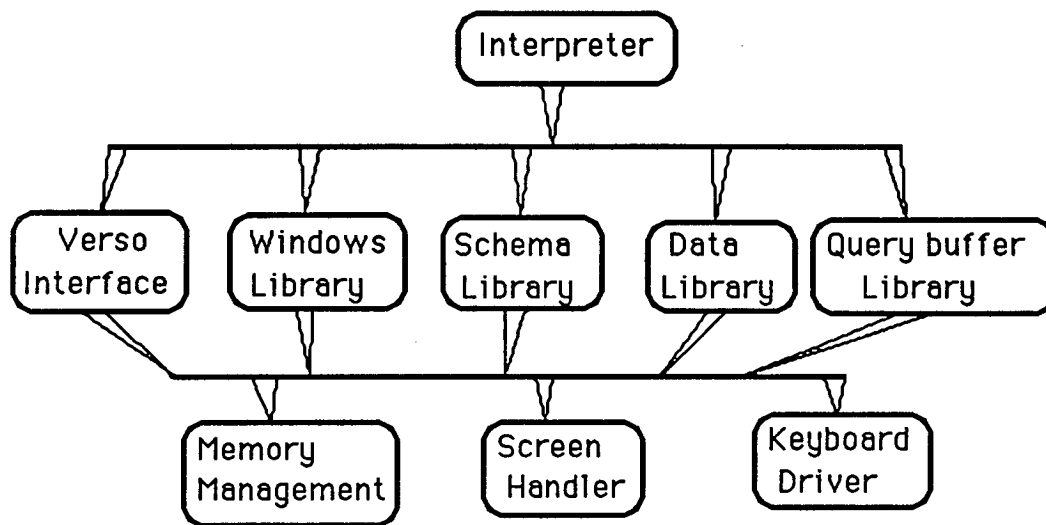 Interpreter
Verso
Interface
Windows
Library
Schema
Library
Data
Library
Query buffer
Library
Memory
Management
Screen
Handler
Keyboard
Driver